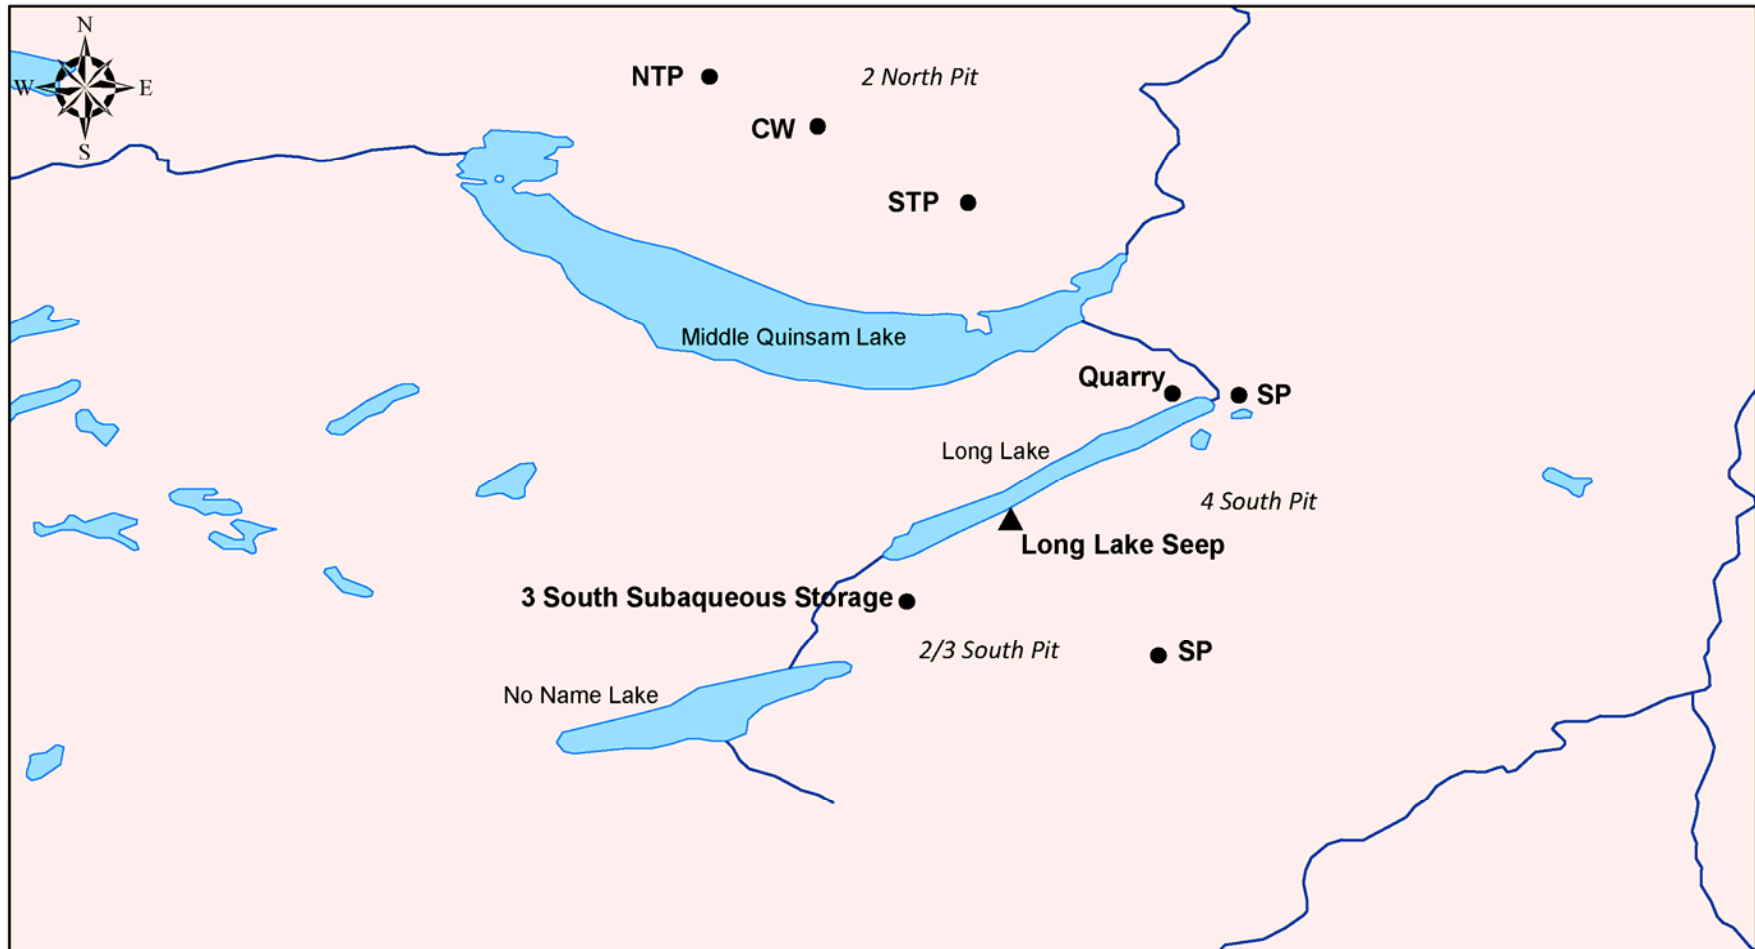 N
W
E
S
NTP
2 North Pit
CW
STP
Middle Quinsam Lake
Quarry
SP
Long Lake
4 South Pit
Long Lake Seep
3 South Subaqueous Storage
2/3 South Pit
SP
No Name Lake